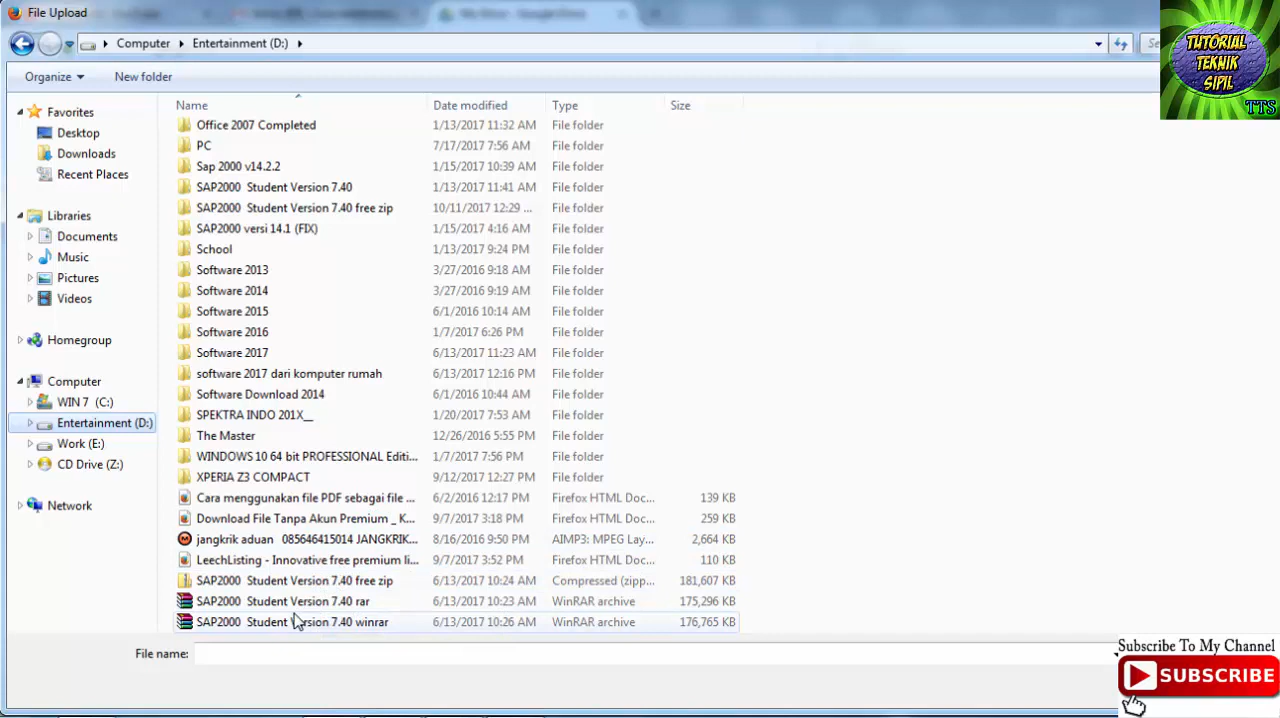 File Upload
Computer Entertainment (D:)
TUTORIAL
TEKNIK
SIPIL
TTS
Organize New folder
Name Date modified Type Size
Favorites
Desktop
Downloads
Recent Places
Libraries
Documents
Music
Pictures
Videos
Homegroup
Computer
WIN 7 (C:)
Entertainment (D:)
Work (E:)
CD Drive (Z:)
Network
Office 2007 Completed 1/13/2017 11:32 AM File folder
PC 7/17/2017 7:56 AM File folder
Sap 2000 v14.2.2 1/15/2017 10:39 AM File folder
SAP2000 Student Version 7.40 1/13/2017 11:41 AM File folder
SAP2000 Student Version 7.40 free zip 10/11/2017 12:29 ... File folder
SAP2000 versi 14.1 (FIX) 1/15/2017 4:16 AM File folder
School 1/13/2017 9:24 PM File folder
Software 2013 3/27/2016 9:18 AM File folder
Software 2014 3/27/2016 9:19 AM File folder
Software 2015 6/1/2016 10:14 AM File folder
Software 2016 1/7/2017 6:26 PM File folder
Software 2017 6/13/2017 11:23 AM File folder
software 2017 dari komputer rumah 6/13/2017 12:16 PM File folder
Software Download 2014 6/1/2016 10:44 AM File folder
SPEKTRA INDO 201X__ 1/20/2017 7:53 AM File folder
The Master 12/26/2016 5:55 PM File folder
WINDOWS 10 64 bit PROFESSIONAL Editi... 1/7/2017 7:56 PM File folder
XPERIA Z3 COMPACT 9/12/2017 12:27 PM File folder
Cara menggunakan file PDF sebagai file ... 6/2/2016 12:17 PM Firefox HTML Doc... 139 KB
Download File Tanpa Akun Premium _ K... 9/7/2017 3:18 PM Firefox HTML Doc... 259 KB
jangkrik aduan 085646415014 JANGKRIK... 8/16/2016 9:50 PM AIMP3: MPEG Lay... 2,664 KB
LeechListing - Innovative free premium li... 9/7/2017 3:52 PM Firefox HTML Doc... 110 KB
SAP2000 Student Version 7.40 free zip 6/13/2017 10:24 AM Compressed (zipp... 181,607 KB
SAP2000 Student Version 7.40 rar 6/13/2017 10:23 AM WinRAR archive 175,296 KB
SAP2000 Student Version 7.40 winrar 6/13/2017 10:26 AM WinRAR archive 176,765 KB
File name:
Subscribe To My Channel
SUBSCRIBE